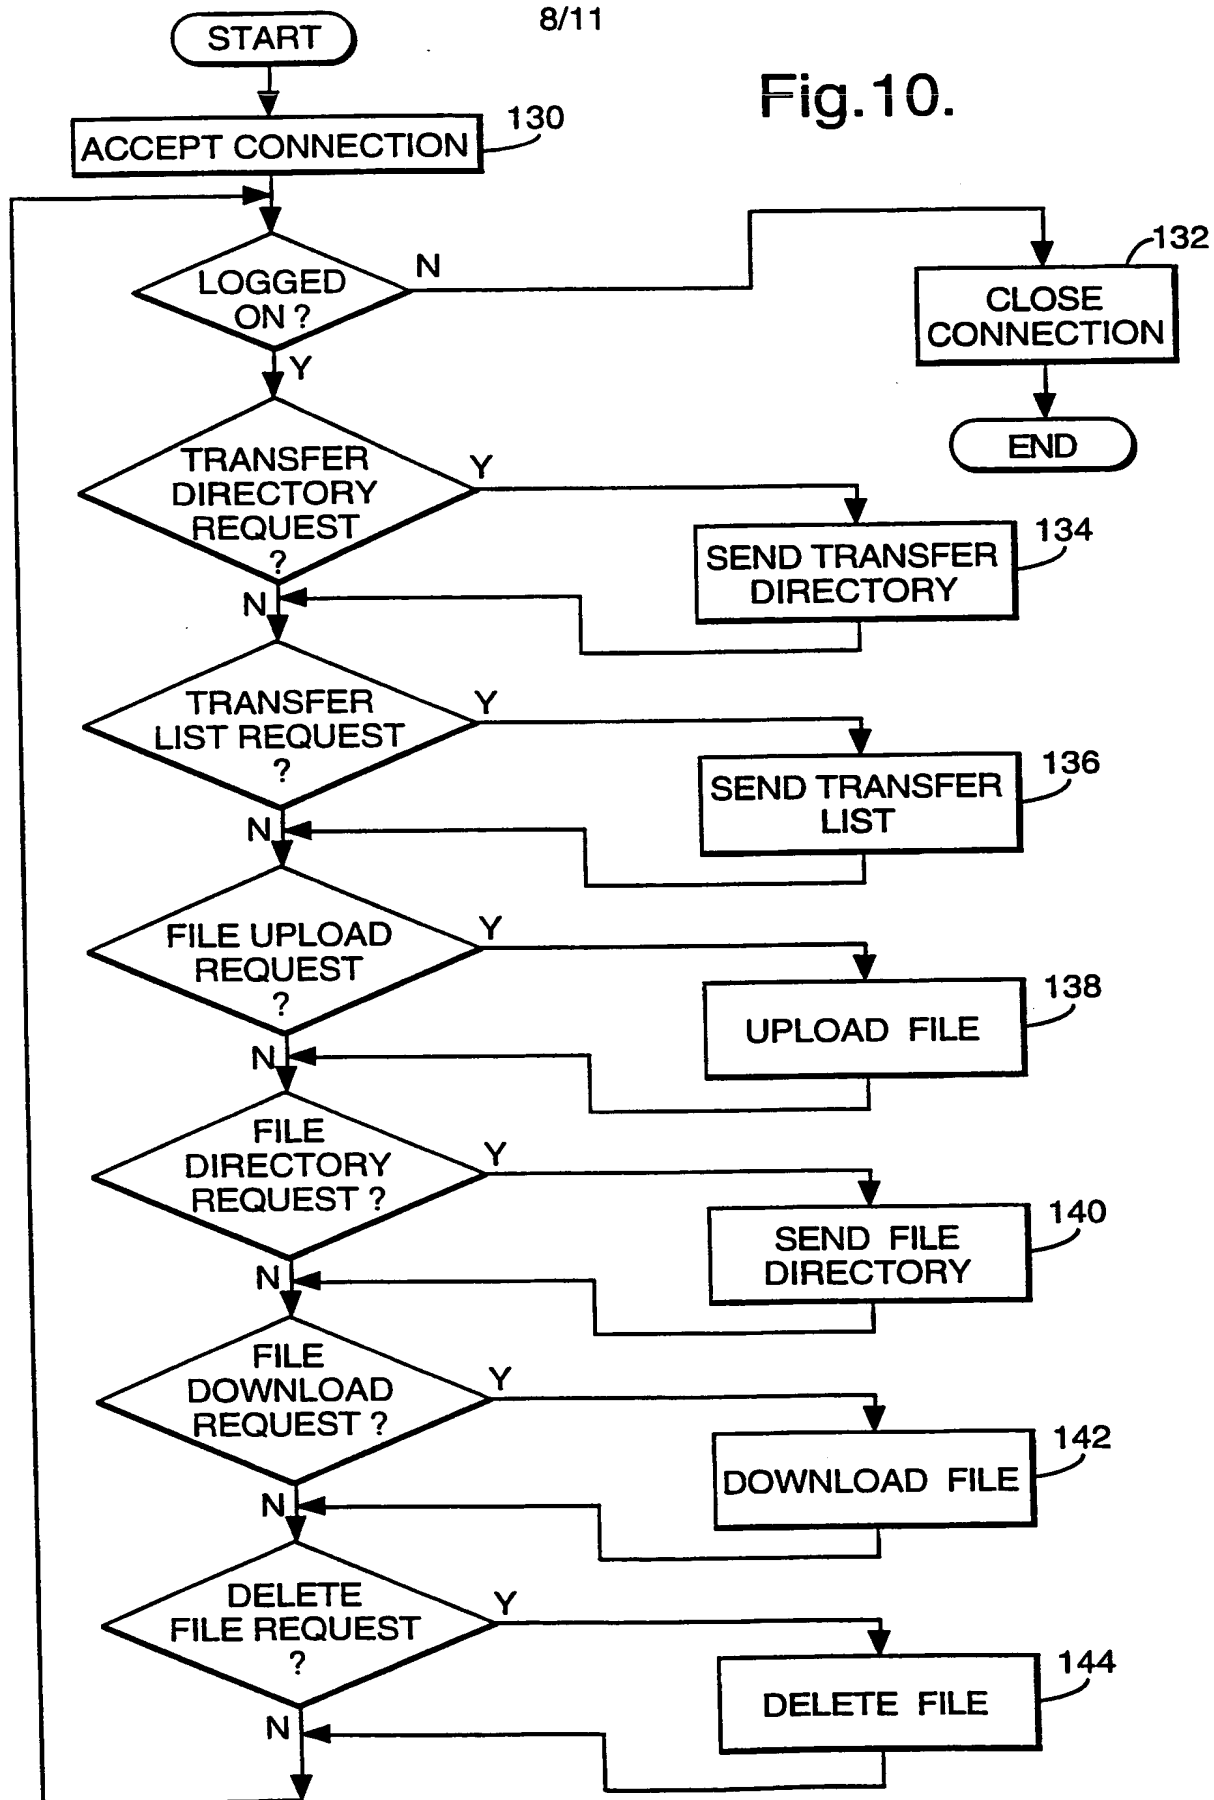 8/11
START
Fig.10.
130
ACCEPT CONNECTION
132
N
LOGGED
ON ?
CLOSE
CONNECTION
Y
END
TRANSFER
DIRECTORY
REQUEST
?
Y
134
SEND TRANSFER
DIRECTORY
N
TRANSFER
LIST REQUEST
?
Y
136
SEND TRANSFER
LIST
N
FILE UPLOAD
REQUEST
?
Y
138
UPLOAD FILE
N
FILE
DIRECTORY
REQUEST ?
Y
140
SEND FILE
DIRECTORY
N
FILE
DOWNLOAD
REQUEST ?
Y
142
DOWNLOAD FILE
N
DELETE
FILE REQUEST
?
Y
144
DELETE FILE
N